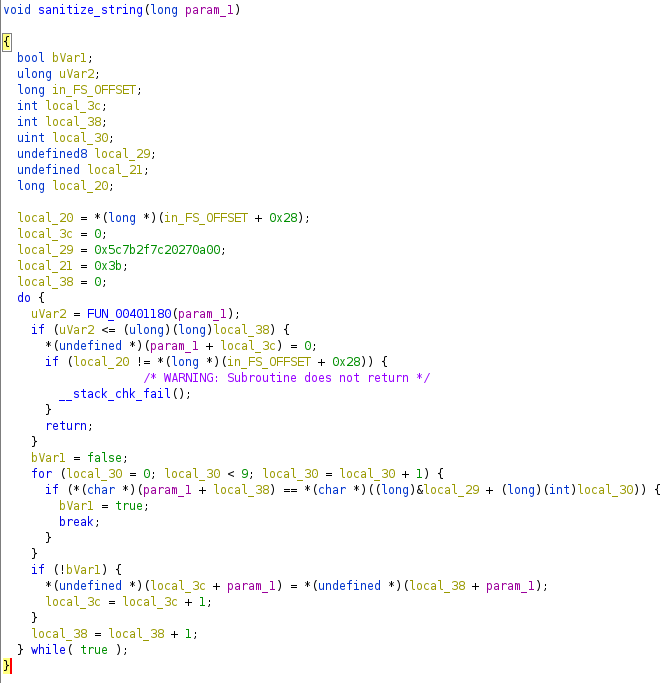 void sanitize_string(long param_1)
{
bool bVar1;
ulong uVar2;
long in_FS_OFFSET;
int local_3c;
int local_38;
uint local_30;
undefined8 local_29;
undefined local_21;
long local_20;
local_20 = *(long *)(in_FS_OFFSET + 0x28);
local_3c = 0;
local_29 = 0x5c7b2f7c20270a00;
local_21 = 0x3b;
local_38 = 0;
do {
uVar2 = FUN_00401180(param_1);
if (uVar2 <= (ulong)(long)local_38) {
*(undefined *)(param_1 + local_3c) = 0;
if (local_20 != *(long *)(in_FS_OFFSET + 0x28)) {
/* WARNING: Subroutine does not return */
__stack_chk_fail();
}
return;
}
bVar1 = false;
for (local_30 = 0; local_30 < 9; local_30 = local_30 + 1) {
if (*(char *)(param_1 + local_38) == *(char *)((long)&local_29 + (long)(int)local_30)) {
bVar1 = true;
break;
}
}
if (!bVar1) {
*(undefined *)(local_3c + param_1) = *(undefined *)(local_38 + param_1);
local_3c = local_3c + 1;
}
local_38 = local_38 + 1;
} while( true );
}